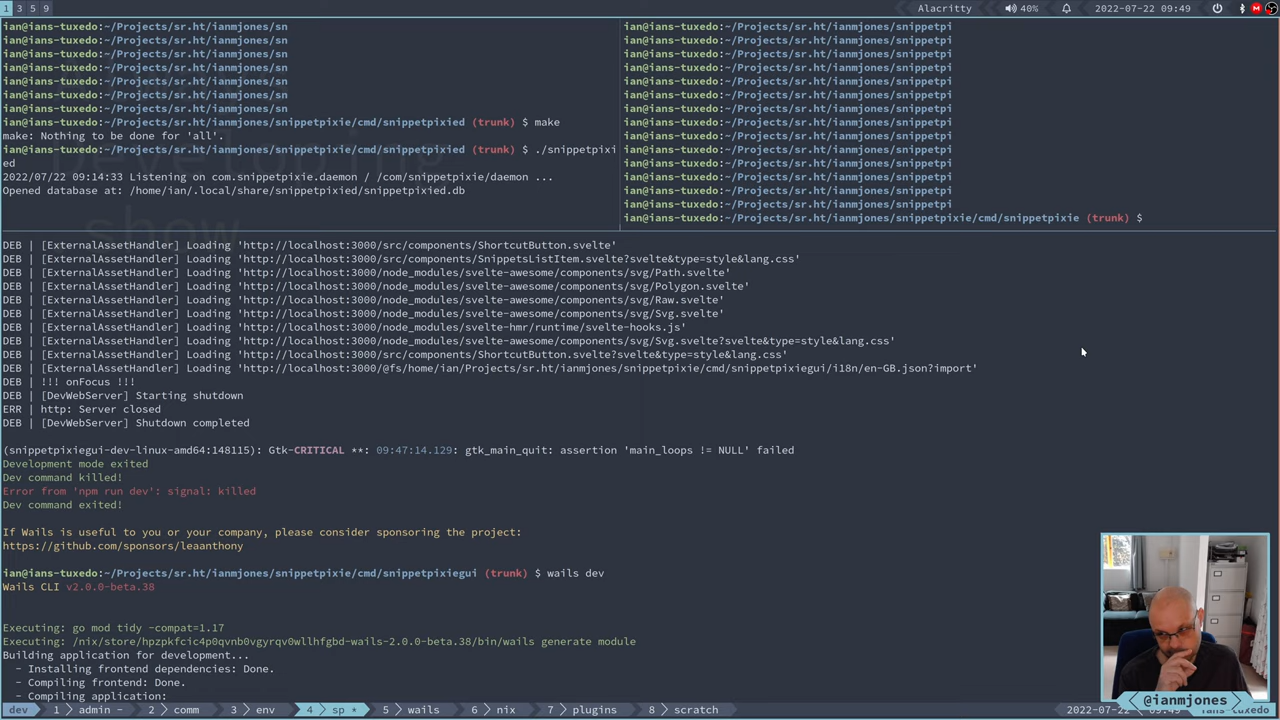 1 3 5 9
Alacritty
40%
2022-07-22 09:49
ian@ians-tuxedo:~/Projects/sr.ht/ianmjones/sn
ian@ians-tuxedo:~/Projects/sr.ht/ianmjones/sn
ian@ians-tuxedo:~/Projects/sr.ht/ianmjones/sn
ian@ians-tuxedo:~/Projects/sr.ht/ianmjones/sn
ian@ians-tuxedo:~/Projects/sr.ht/ianmjones/sn
ian@ians-tuxedo:~/Projects/sr.ht/ianmjones/sn
ian@ians-tuxedo:~/Projects/sr.ht/ianmjones/sn
ian@ians-tuxedo:~/Projects/sr.ht/ianmjones/snippetpixie/cmd/snippetpixied (trunk) $ make
make: Nothing to be done for 'all'.
ian@ians-tuxedo:~/Projects/sr.ht/ianmjones/snippetpixie/cmd/snippetpixied (trunk) $ ./snippetpixi
ed
2022/07/22 09:14:33 Listening on com.snippetpixie.daemon / /com/snippetpixie/daemon ...
Opened database at: /home/ian/.local/share/snippetpixied/snippetpixied.db
Developing
show
ian@ians-tuxedo:~/Projects/sr.ht/ianmjones/snippetpi
ian@ians-tuxedo:~/Projects/sr.ht/ianmjones/snippetpi
ian@ians-tuxedo:~/Projects/sr.ht/ianmjones/snippetpi
ian@ians-tuxedo:~/Projects/sr.ht/ianmjones/snippetpi
ian@ians-tuxedo:~/Projects/sr.ht/ianmjones/snippetpi
ian@ians-tuxedo:~/Projects/sr.ht/ianmjones/snippetpi
ian@ians-tuxedo:~/Projects/sr.ht/ianmjones/snippetpi
ian@ians-tuxedo:~/Projects/sr.ht/ianmjones/snippetpi
ian@ians-tuxedo:~/Projects/sr.ht/ianmjones/snippetpi
ian@ians-tuxedo:~/Projects/sr.ht/ianmjones/snippetpi
ian@ians-tuxedo:~/Projects/sr.ht/ianmjones/snippetpi
ian@ians-tuxedo:~/Projects/sr.ht/ianmjones/snippetpi
ian@ians-tuxedo:~/Projects/sr.ht/ianmjones/snippetpi
ian@ians-tuxedo:~/Projects/sr.ht/ianmjones/snippetpi
ian@ians-tuxedo:~/Projects/sr.ht/ianmjones/snippetpixie/cmd/snippetpixie (trunk) $
DEB | [ExternalAssetHandler] Loading 'http://localhost:3000/src/components/ShortcutButton.svelte'
DEB | [ExternalAssetHandler] Loading 'http://localhost:3000/src/components/SnippetsListItem.svelte?svelte&type=style&lang.css'
DEB | [ExternalAssetHandler] Loading 'http://localhost:3000/node_modules/svelte-awesome/components/svg/Path.svelte'
DEB | [ExternalAssetHandler] Loading 'http://localhost:3000/node_modules/svelte-awesome/components/svg/Polygon.svelte'
DEB | [ExternalAssetHandler] Loading 'http://localhost:3000/node_modules/svelte-awesome/components/svg/Raw.svelte'
DEB | [ExternalAssetHandler] Loading 'http://localhost:3000/node_modules/svelte-awesome/components/svg/Svg.svelte'
DEB | [ExternalAssetHandler] Loading 'http://localhost:3000/node_modules/svelte-hmr/runtime/svelte-hooks.js'
DEB | [ExternalAssetHandler] Loading 'http://localhost:3000/node_modules/svelte-awesome/components/svg/Svg.svelte?svelte&type=style&lang.css'
DEB | [ExternalAssetHandler] Loading 'http://localhost:3000/src/components/ShortcutButton.svelte?svelte&type=style&lang.css'
DEB | [ExternalAssetHandler] Loading 'http://localhost:3000/@fs/home/ian/Projects/sr.ht/ianmjones/snippetpixie/cmd/snippetpixiegui/i18n/en-GB.json?import'
DEB | !!! onFocus !!!
DEB | [DevWebServer] Starting shutdown
ERR | http: Server closed
DEB | [DevWebServer] Shutdown completed
(snippetpixiegui-dev-linux-amd64:148115): Gtk-CRITICAL **: 09:47:14.129: gtk_main_quit: assertion 'main_loops != NULL' failed
Development mode exited
Dev command killed!
Error from 'npm run dev': signal: killed
Dev command exited!
If Wails is useful to you or your company, please consider sponsoring the project:
https://github.com/sponsors/leaanthony
ian@ians-tuxedo:~/Projects/sr.ht/ianmjones/snippetpixie/cmd/snippetpixiegui (trunk) $ wails dev
Wails CLI v2.0.0-beta.38
Executing: go mod tidy -compat=1.17
Executing: /nix/store/hpzpkfcic4p0qvnb0vgyrqv0wllhfgbd-wails-2.0.0-beta.38/bin/wails generate module
Building application for development...
- Installing frontend dependencies: Done.
- Compiling frontend: Done.
- Compiling application:
@ianmjones
dev 1 admin - 2 comm 3 env 4 sp * 5 wails 6 nix 7 plugins 8 scratch 2022-07-22 09:49 ians-tuxedo